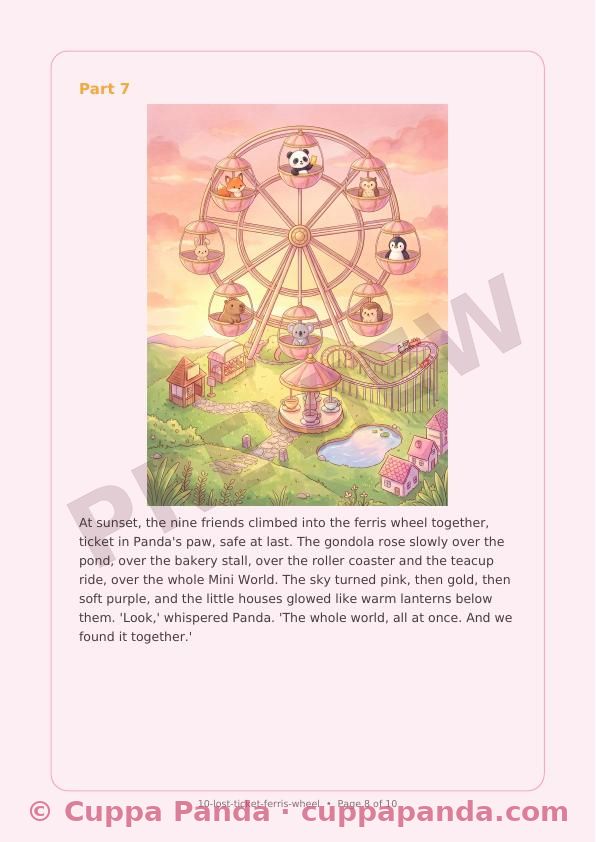 Part 7
PREVIEW
At sunset, the nine friends climbed into the ferris wheel together,
ticket in Panda's paw, safe at last. The gondola rose slowly over the
pond, over the bakery stall, over the roller coaster and the teacup
ride, over the whole Mini World. The sky turned pink, then gold, then
soft purple, and the little houses glowed like warm lanterns below
them. 'Look,' whispered Panda. 'The whole world, all at once. And we
found it together.'
10-lost-ticket-ferris-wheel • Page 8 of 10
© Cuppa Panda · cuppapanda.com